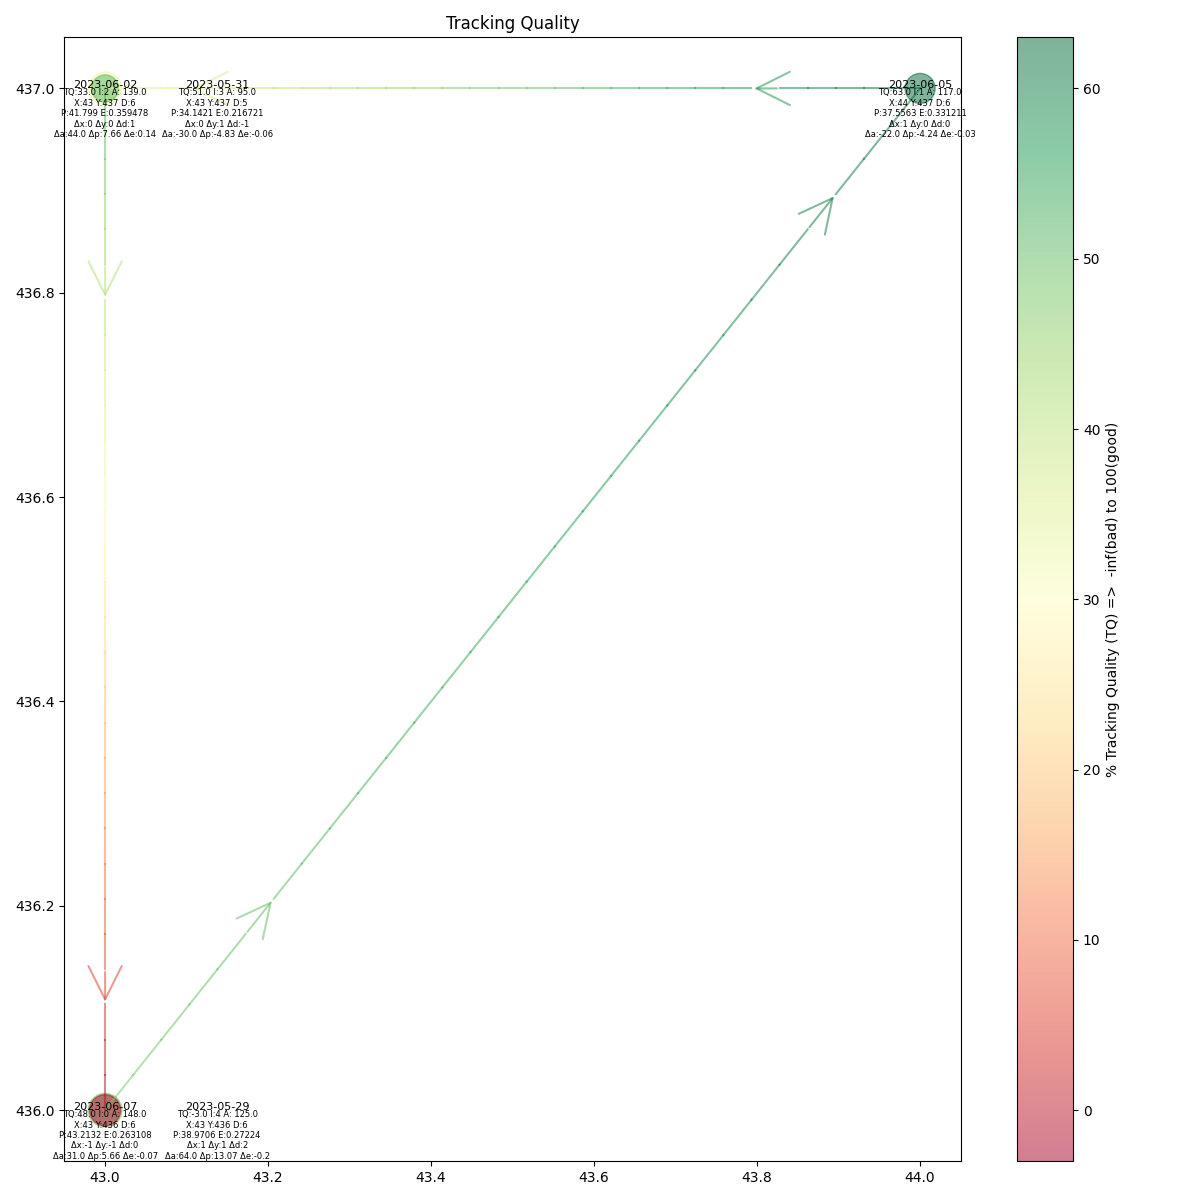 Tracking Quality
2023-06-02
TQ:33.0 I:2 A: 139.0
X:43 Y:437 D:6
P:41.799 E:0.359478
Δx:0 Δy:0 Δd:1
Δa:44.0 Δp:7.66 Δe:0.14
2023-05-31
TQ:51.0 I:3 A: 95.0
X:43 Y:437 D:5
P:34.1421 E:0.216721
Δx:0 Δy:1 Δd:-1
Δa:-30.0 Δp:-4.83 Δe:-0.06
2023-06-05
TQ:63.0 I:1 A: 117.0
X:44 Y:437 D:6
P:37.5563 E:0.331211
Δx:1 Δy:0 Δd:0
Δa:-22.0 Δp:-4.24 Δe:-0.03
2023-06-07
TQ:48.0 I:0 A: 148.0
X:43 Y:436 D:6
P:43.2132 E:0.263108
Δx:-1 Δy:-1 Δd:0
Δa:31.0 Δp:5.66 Δe:-0.07
2023-05-29
TQ:-3.0 I:4 A: 125.0
X:43 Y:436 D:6
P:38.9706 E:0.27224
Δx:1 Δy:1 Δd:2
Δa:64.0 Δp:13.07 Δe:-0.2
437.0
436.8
436.6
436.4
436.2
436.0
43.0
43.2
43.4
43.6
43.8
44.0
60
50
40
30
20
10
0
% Tracking Quality (TQ) => -inf(bad) to 100(good)